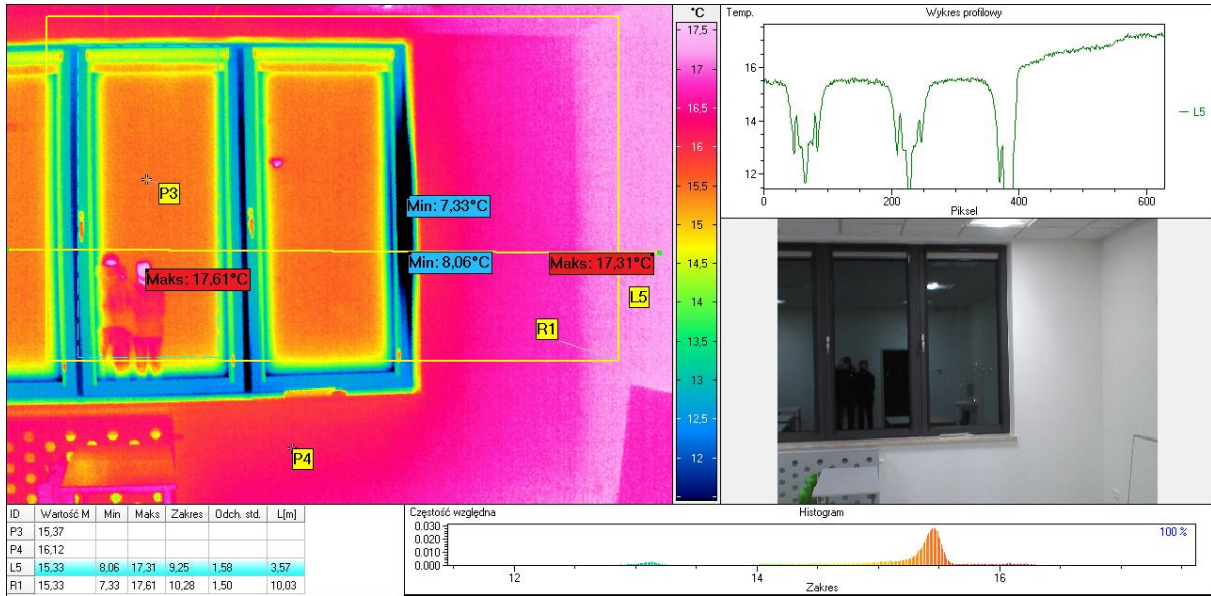 °C
17,5
17
16,5
16
15,5
15
14,5
14
13,5
13
12,5
12
P3
Min: 7,33°C
Min: 8,06°C
Maks: 17,31°C
Maks: 17,61°C
L5
R1
P4
Temp. Wykres profilowy
16
14
12
L5
0 200 400 600
Piksel
ID Wartość M Min Maks Zakres Odch. std. L[m]
P3 15,37
P4 16,12
L5 15,33 8,06 17,31 9,25 1,58 3,57
R1 15,33 7,33 17,61 10,28 1,50 10,03
Częstość względna Histogram
0.030
0.020
0.010
0.000
100 %
12 14 16
Zakres